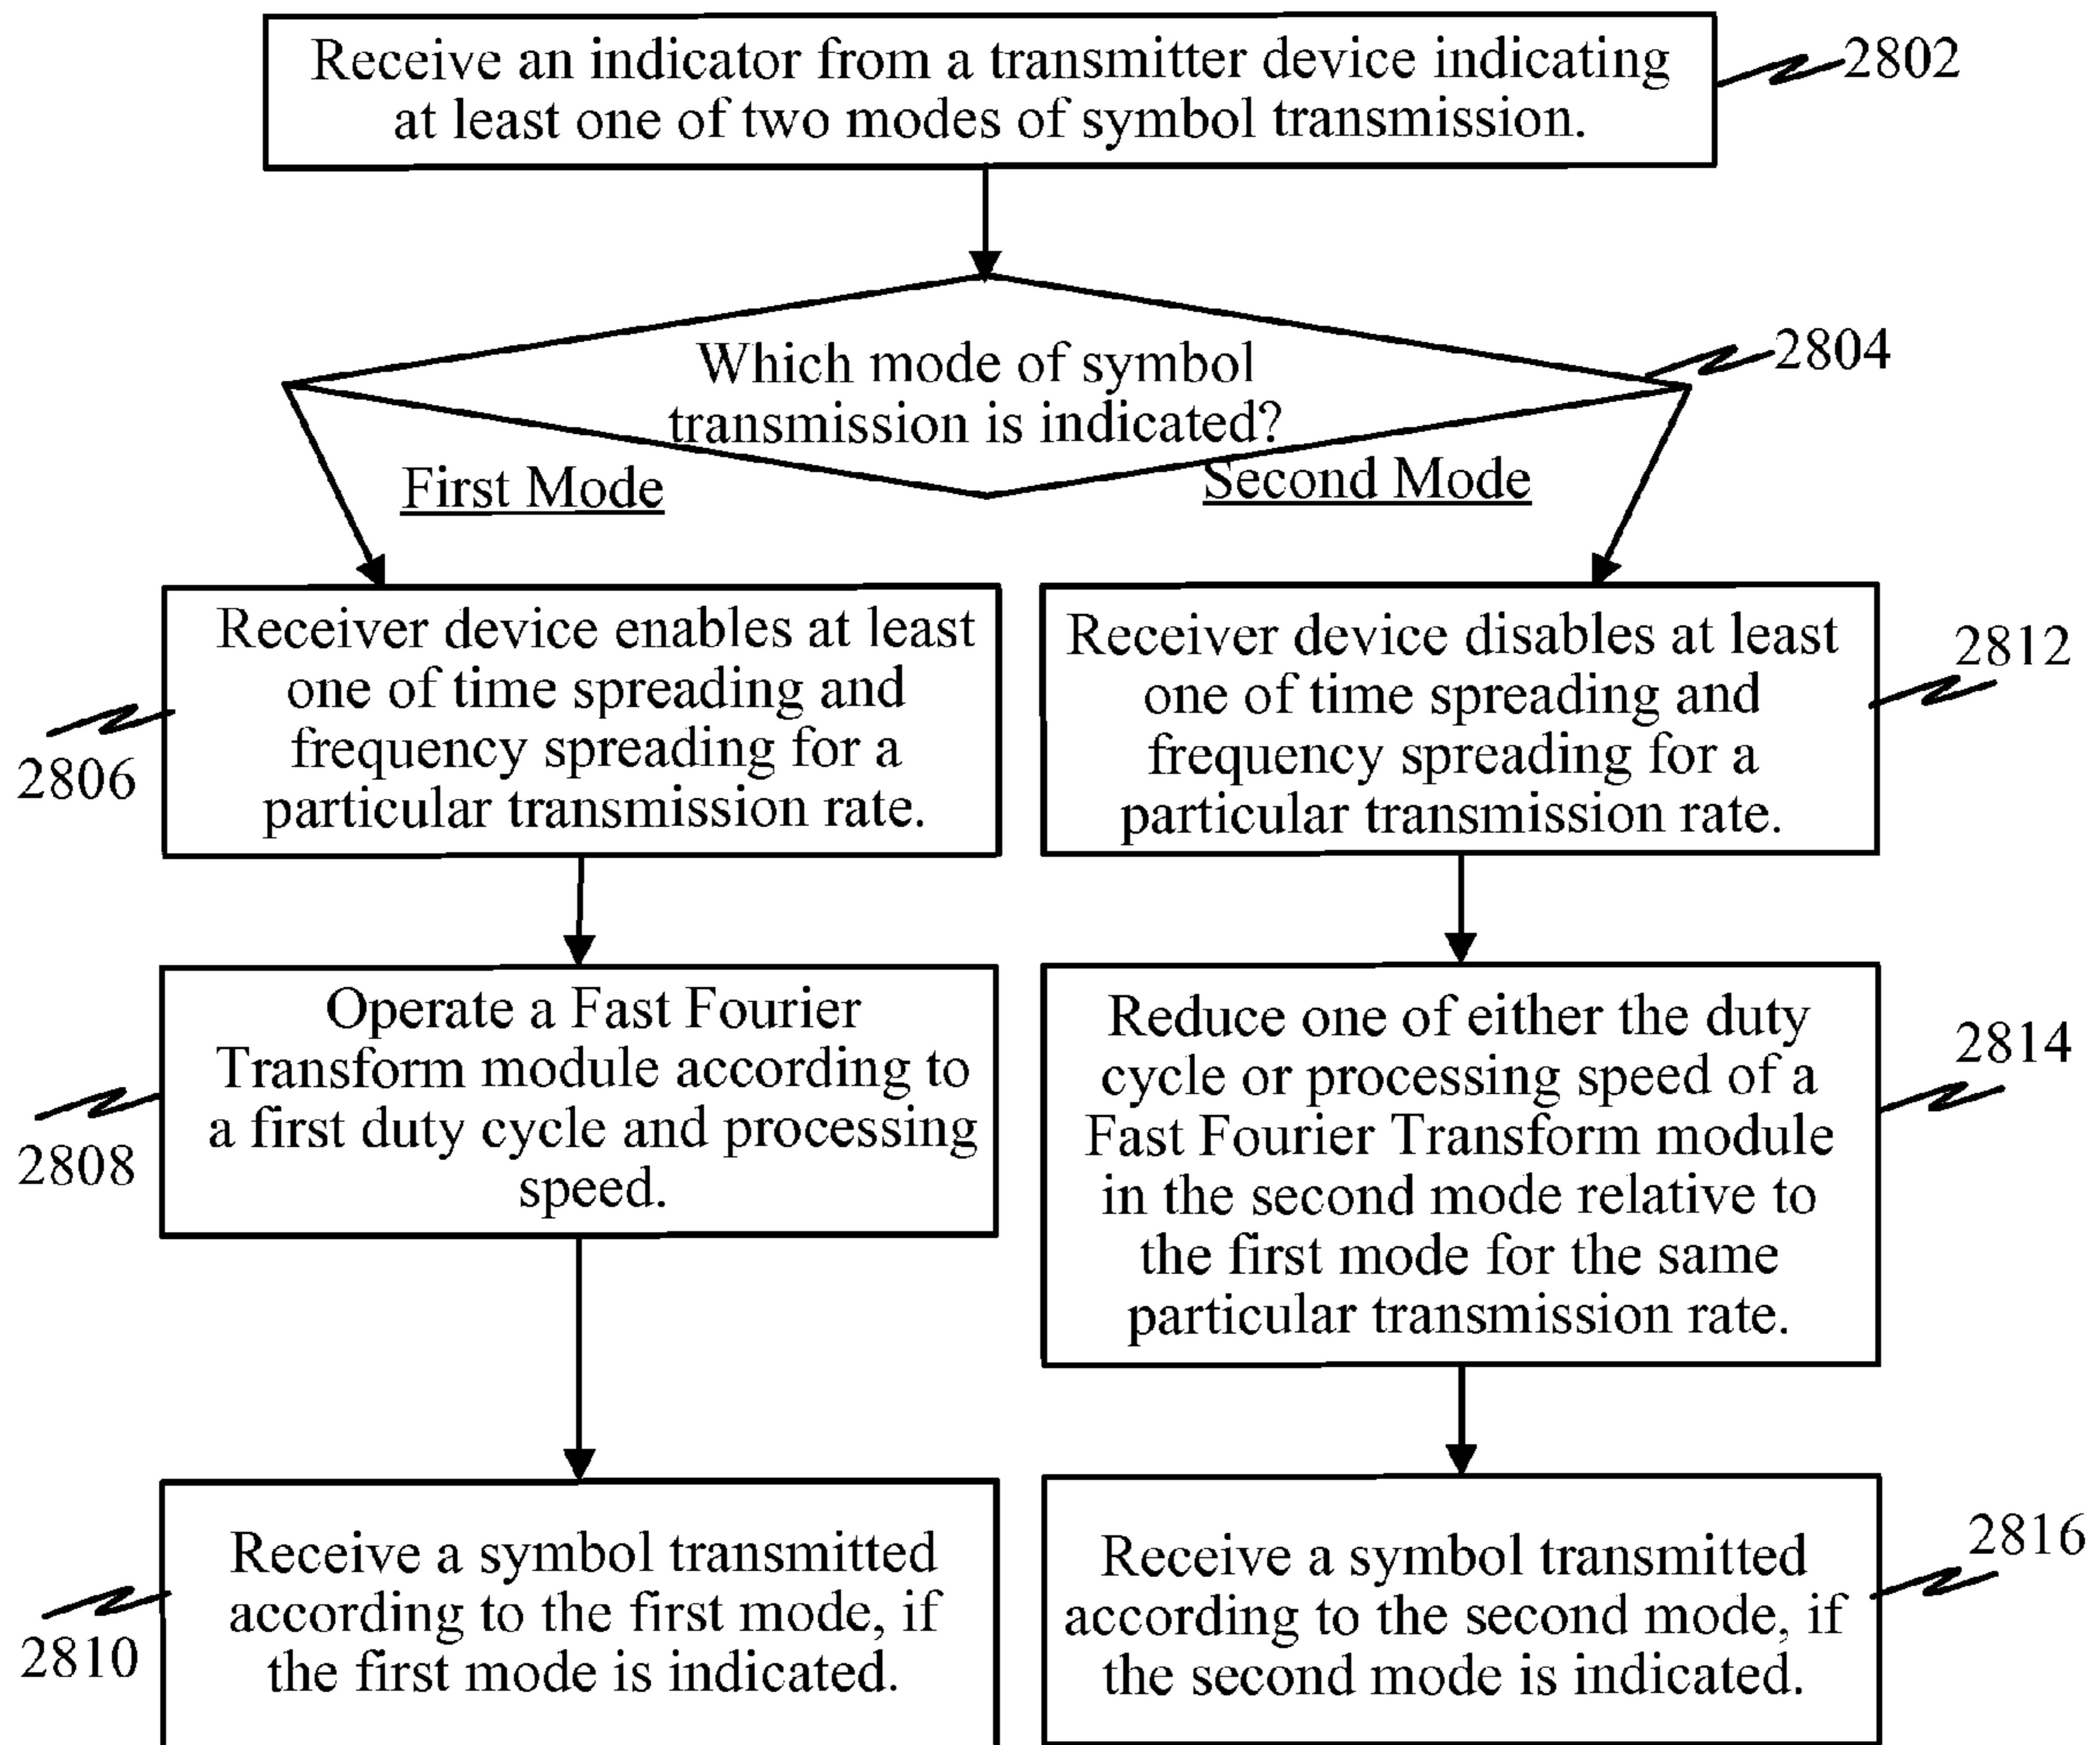 Receive an indicator from a transmitter device indicating
at least one of two modes of symbol transmission.
2802
Which mode of symbol
transmission is indicated?
2804
First Mode
Second Mode
Receiver device enables at least
one of time spreading and
frequency spreading for a
particular transmission rate.
2806
Receiver device disables at least
one of time spreading and
frequency spreading for a
particular transmission rate.
2812
Operate a Fast Fourier
Transform module according to
a first duty cycle and processing
speed.
2808
Reduce one of either the duty
cycle or processing speed of a
Fast Fourier Transform module
in the second mode relative to
the first mode for the same
particular transmission rate.
2814
Receive a symbol transmitted
according to the first mode, if
the first mode is indicated.
2810
Receive a symbol transmitted
according to the second mode, if
the second mode is indicated.
2816